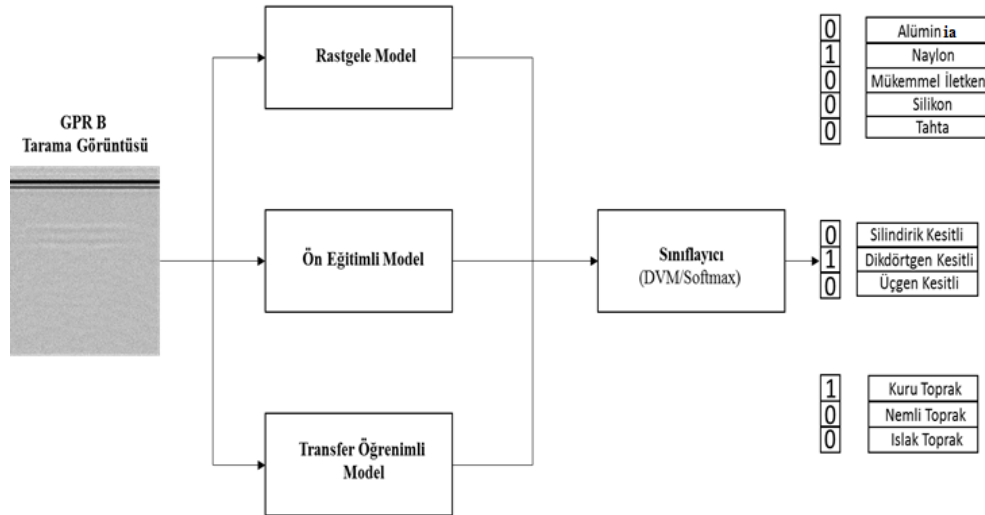 GPR B
Tarama Görüntüsü
Rastgele Model
Ön Eğitimli Model
Transfer Öğrenimli
Model
Sınıflayıcı
(DVM/Softmax)
0 Alümin ia
1 Naylon
0 Mükemmel İletken
0 Silikon
0 Tahta
0 Silindirik Kesitli
1 Dikdörtgen Kesitli
0 Üçgen Kesitli
1 Kuru Toprak
0 Nemli Toprak
0 Islak Toprak